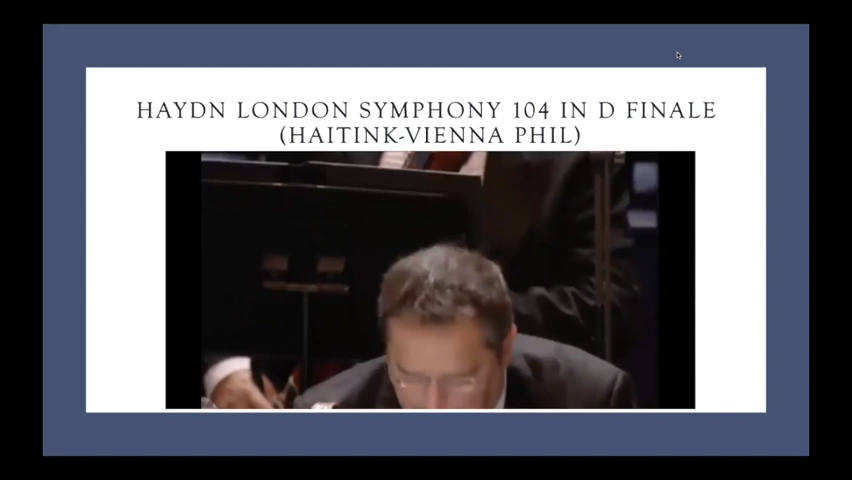 HAYDN LONDON SYMPHONY 104 IN D FINALE
(HAITINK-VIENNA PHIL)